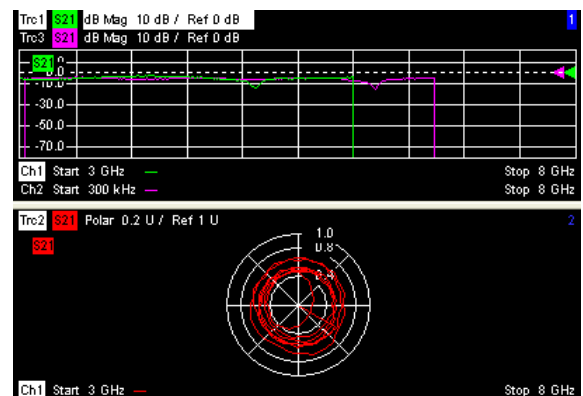 Trc1 S21 dB Mag 10 dB / Ref 0 dB 1
Trc3 S21 dB Mag 10 dB / Ref 0 dB
S21
0.0
-10.0
-30.0
-50.0
-70.0
Ch1 Start 3 GHz — Stop 8 GHz
Ch2 Start 300 kHz — Stop 8 GHz
Trc2 S21 Polar 0.2 U / Ref 1 U 2
S21
1.0
0.8
0.4
Ch1 Start 3 GHz — Stop 8 GHz